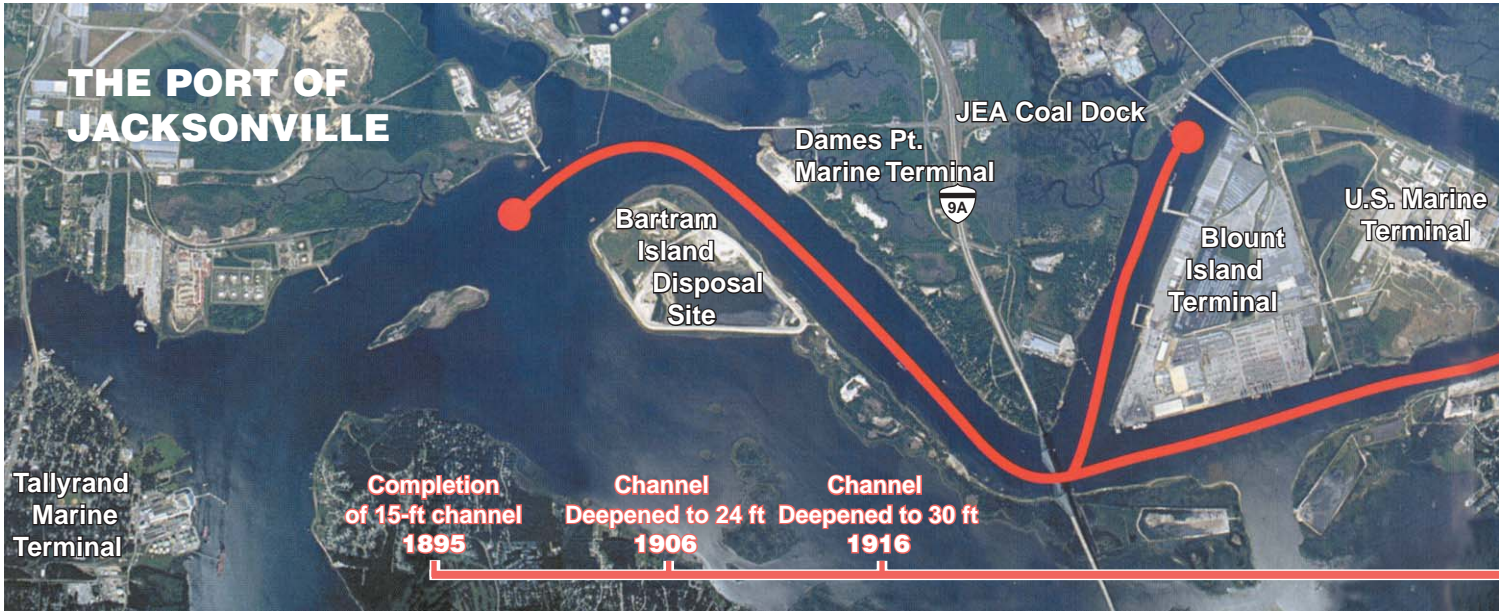 THE PORT OF
JACKSONVILLE
JEA Coal Dock
Dames Pt.
Marine Terminal
9A
U.S. Marine
Terminal
Bartram
Island
Disposal
Site
Blount
Island
Terminal
Tallyrand
Marine
Terminal
Completion
of 15-ft channel
1895
Channel
Deepened to 24 ft
1906
Channel
Deepened to 30 ft
1916